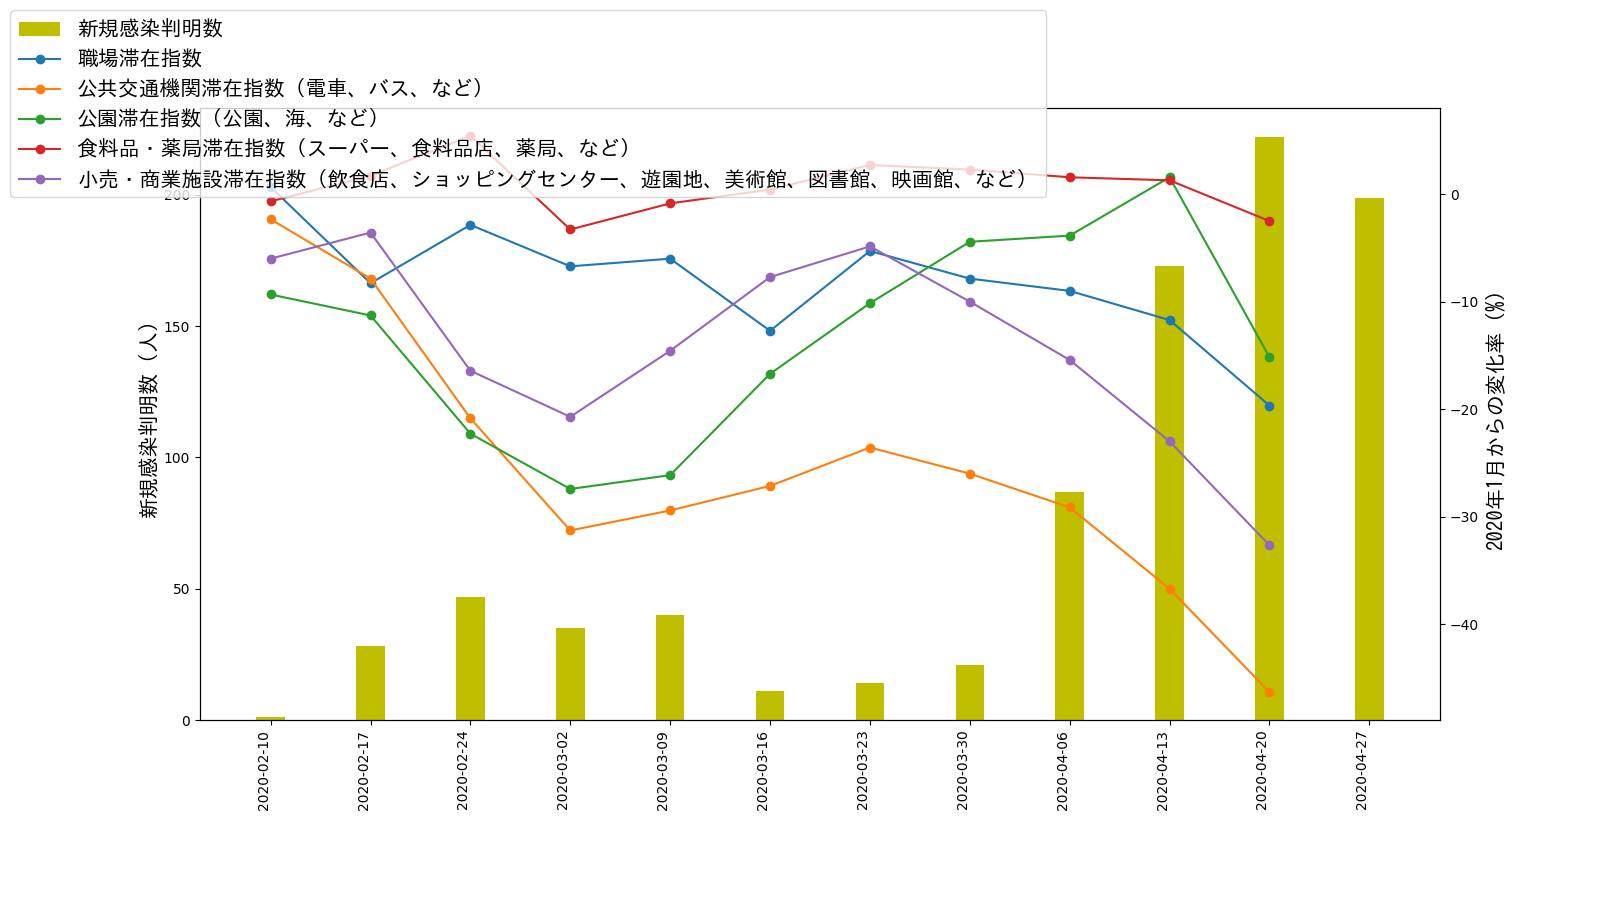 新規感染判明数
職場滞在指数
公共交通機関滞在指数（電車、バス、など）
公園滞在指数（公園、海、など）
食料品・薬局滞在指数（スーパー、食料品店、薬局、など）
小売・商業施設滞在指数（飲食店、ショッピングセンター、遊園地、美術館、図書館、映画館、など）
新規感染判明数（人）
200
150
100
50
0
0
−10
−20
−30
−40
2020年1月からの変化率（%）
2020-02-10
2020-02-17
2020-02-24
2020-03-02
2020-03-09
2020-03-16
2020-03-23
2020-03-30
2020-04-06
2020-04-13
2020-04-20
2020-04-27